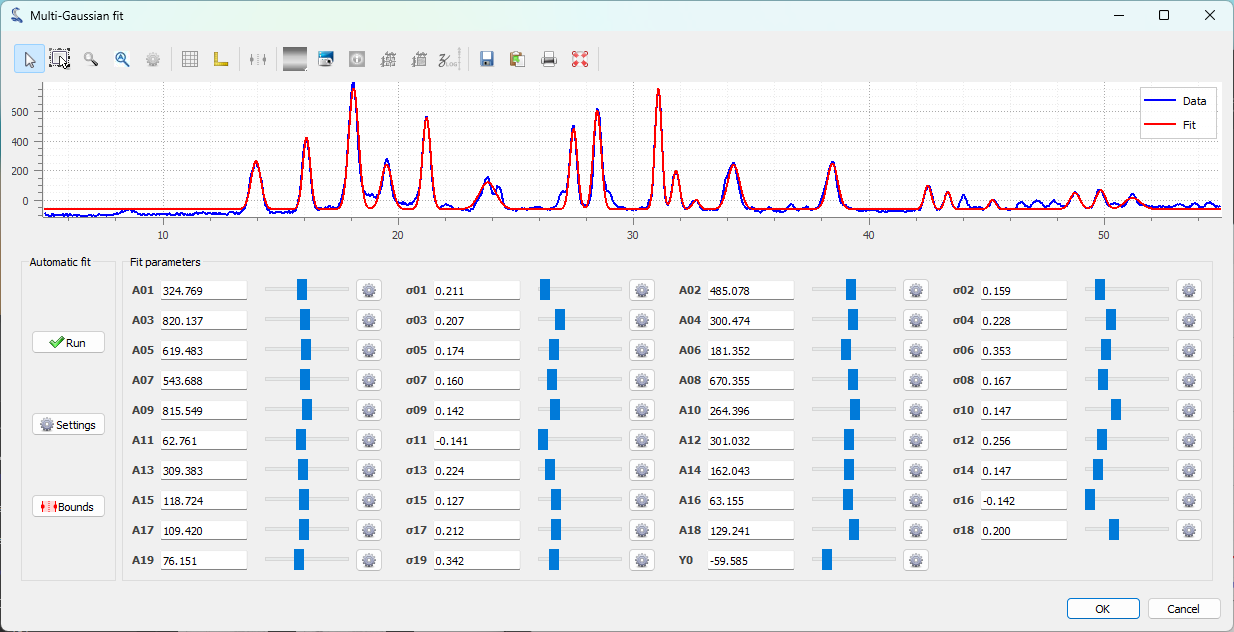 Multi-Gaussian fit
Data
Fit
600
400
200
0
10 20 30 40 50
Automatic fit
Fit parameters
A01 324.769 σ01 0.211 A02 485.078 σ02 0.159
A03 820.137 σ03 0.207 A04 300.474 σ04 0.228
Run
A05 619.483 σ05 0.174 A06 181.352 σ06 0.353
A07 543.688 σ07 0.160 A08 670.355 σ08 0.167
A09 815.549 σ09 0.142 A10 264.396 σ10 0.147
Settings
A11 62.761 σ11 -0.141 A12 301.032 σ12 0.256
A13 309.383 σ13 0.224 A14 162.043 σ14 0.147
A15 118.724 σ15 0.127 A16 63.155 σ16 -0.142
Bounds
A17 109.420 σ17 0.212 A18 129.241 σ18 0.200
A19 76.151 σ19 0.342 Y0 -59.585
OK Cancel